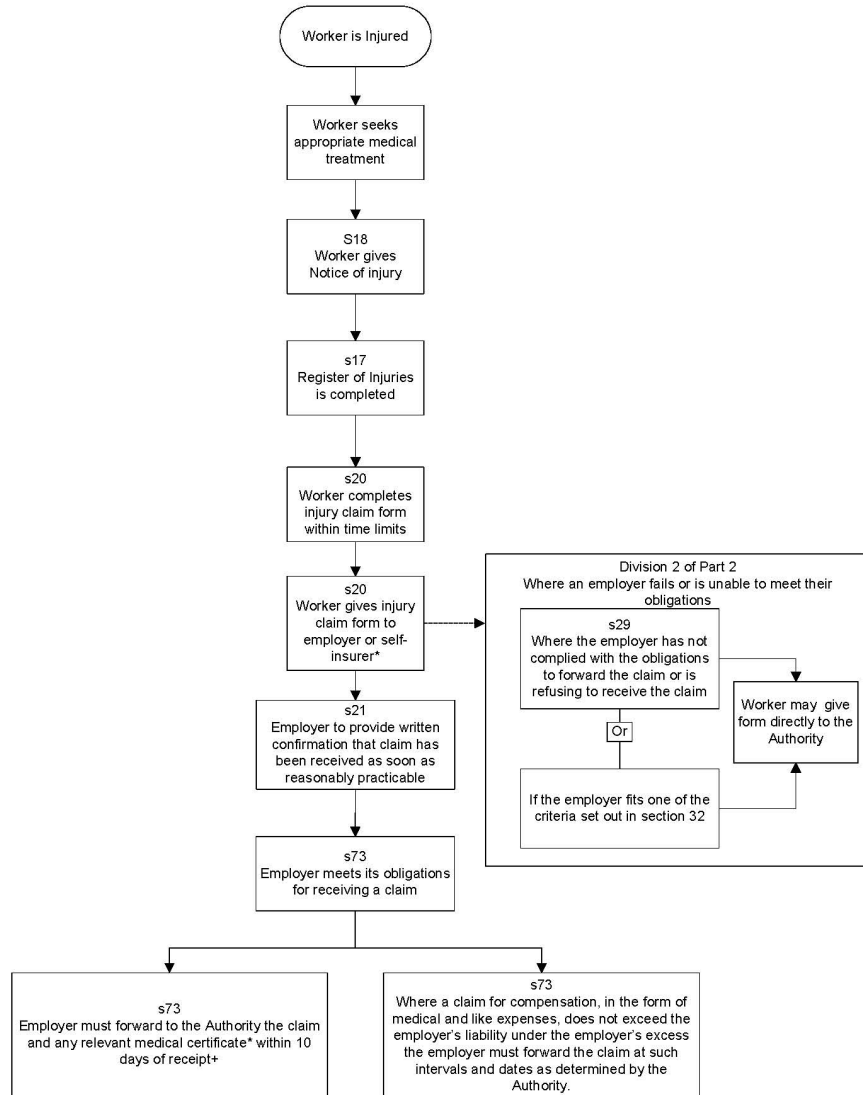 Worker is Injured
Worker seeks
appropriate medical
treatment
S18
Worker gives
Notice of injury
s17
Register of Injuries
is completed
s20
Worker completes
injury claim form
within time limits
s20
Worker gives injury
claim form to
employer or self-
insurer*
Division 2 of Part 2
Where an employer fails or is unable to meet their
obligations
s29
Where the employer has not
complied with the obligations
to forward the claim or is
refusing to receive the claim
Or
If the employer fits one of the
criteria set out in section 32
Worker may give
form directly to the
Authority
s21
Employer to provide written
confirmation that claim has
been received as soon as
reasonably practicable
s73
Employer meets its obligations
for receiving a claim
s73
Employer must forward to the Authority the claim
and any relevant medical certificate* within 10
days of receipt+
s73
Where a claim for compensation, in the form of
medical and like expenses, does not exceed the
employer's liability under the employer's excess
the employer must forward the claim at such
intervals and dates as determined by the
Authority.